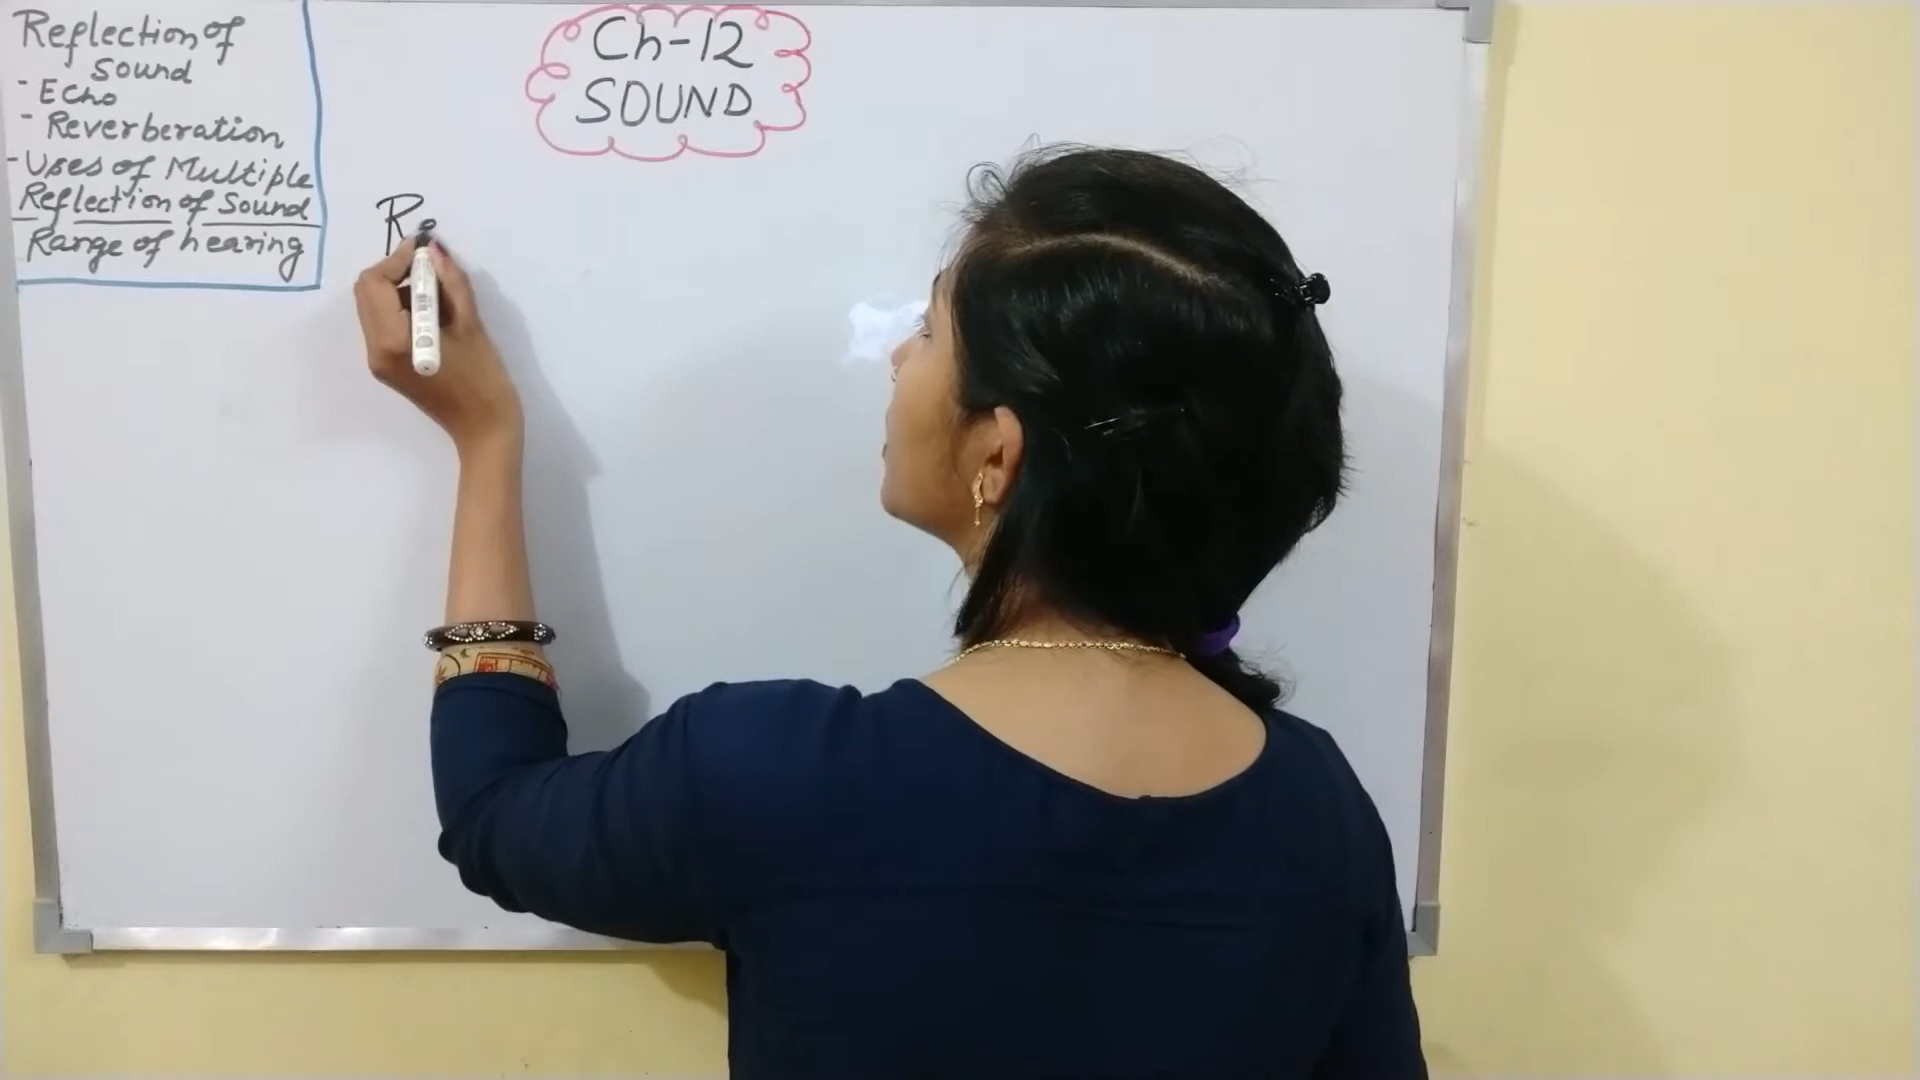 Reflection of
Sound
- Echo
- Reverberation
- Uses of Multiple
Reflection of Sound
Range of hearing
Ch-12
SOUND
Re